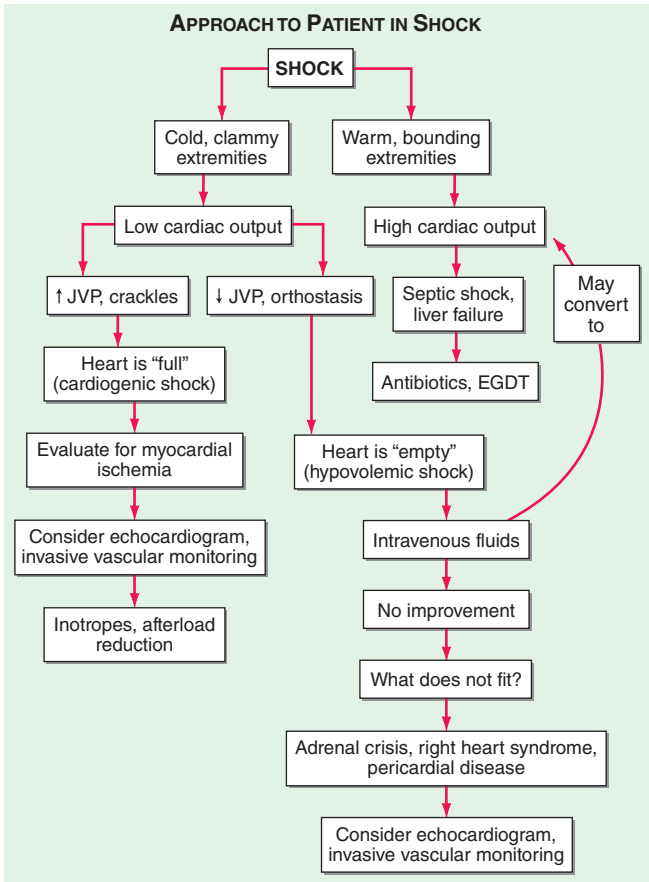 APPROACH TO PATIENT IN SHOCK
SHOCK
Cold, clammy
extremities
Warm, bounding
extremities
Low cardiac output
High cardiac output
↑ JVP, crackles
↓ JVP, orthostasis
Septic shock,
liver failure
May
convert
to
Heart is “full”
(cardiogenic shock)
Antibiotics, EGDT
Evaluate for myocardial
ischemia
Heart is “empty”
(hypovolemic shock)
Consider echocardiogram,
invasive vascular monitoring
Intravenous fluids
Inotropes, afterload
reduction
No improvement
What does not fit?
Adrenal crisis, right heart syndrome,
pericardial disease
Consider echocardiogram,
invasive vascular monitoring